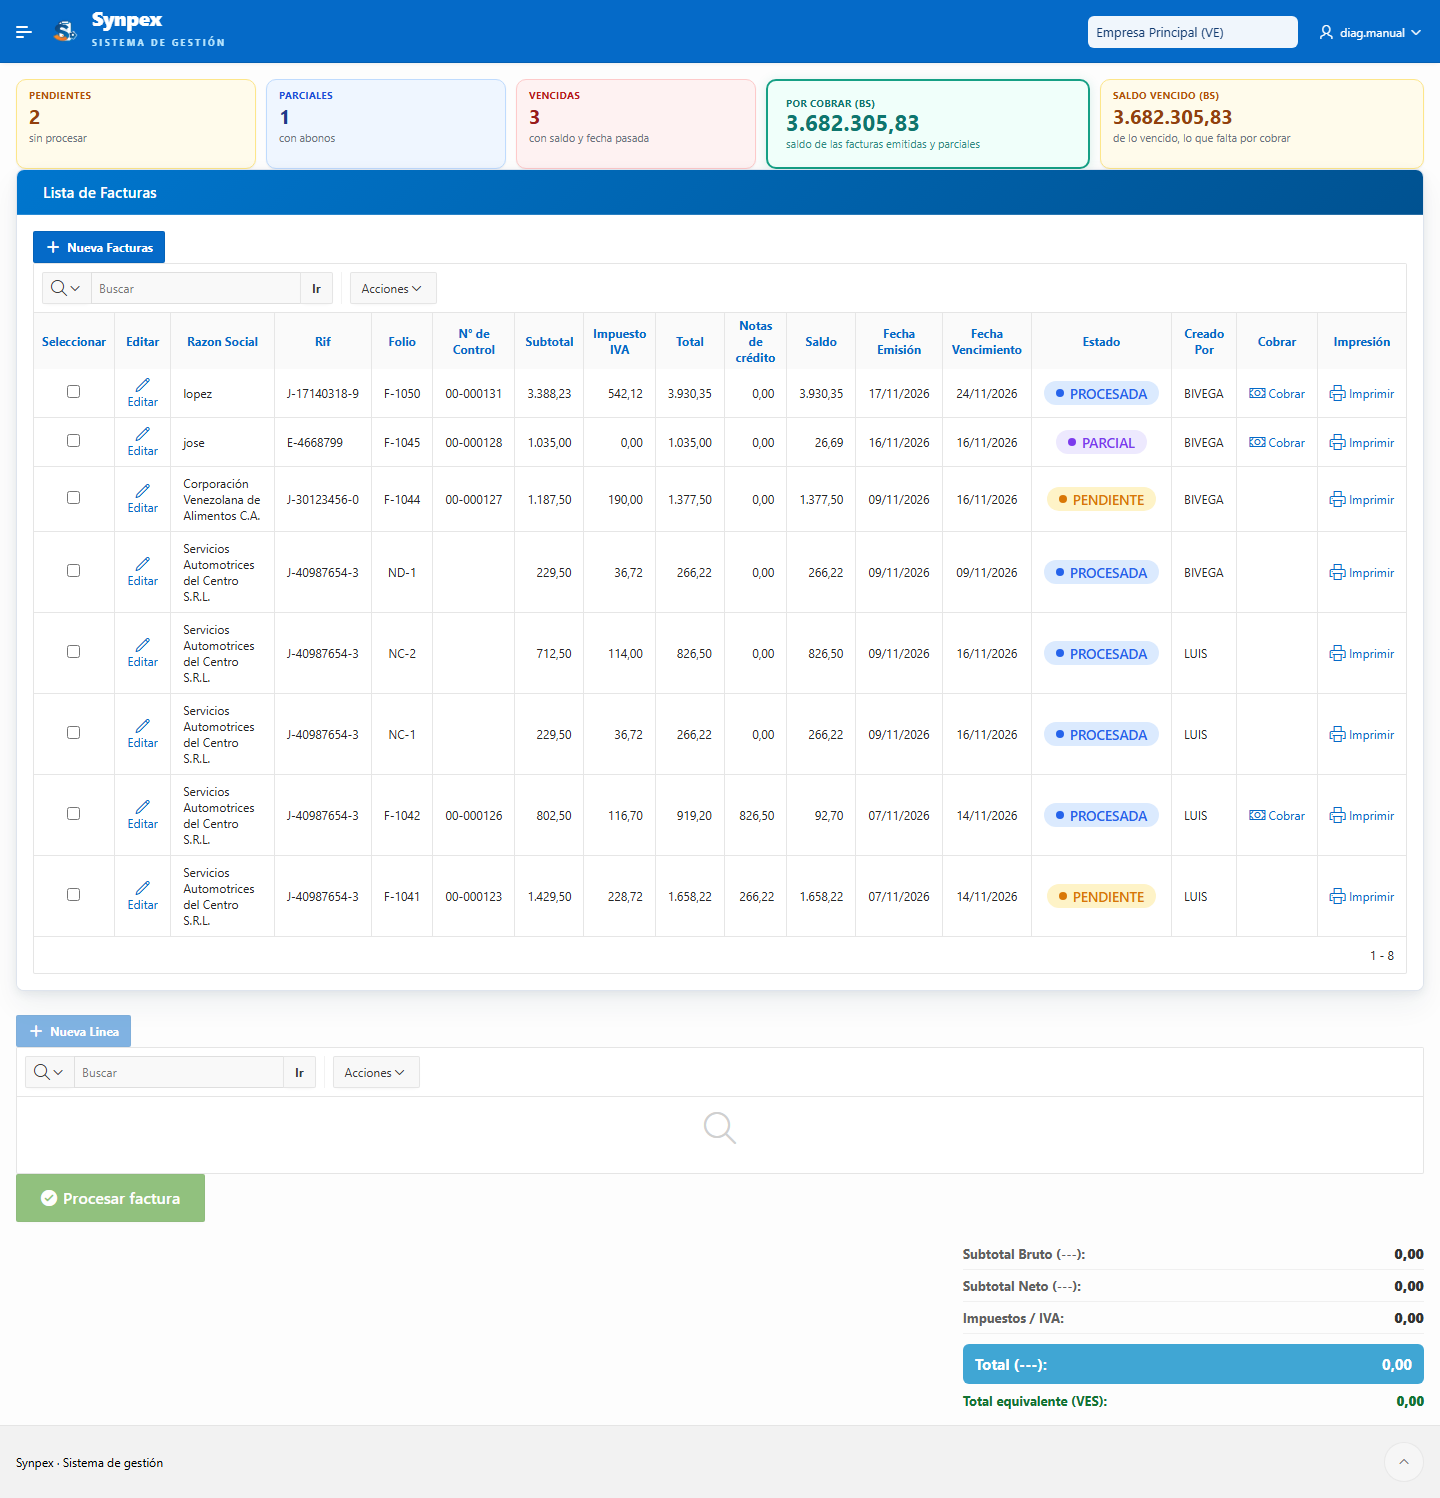 Synpex
SISTEMA DE GESTIÓN
Empresa Principal (VE)
diag.manual
PENDIENTES
2
sin procesar
PARCIALES
1
con abonos
VENCIDAS
3
con saldo y fecha pasada
POR COBRAR (BS)
3.682.305,83
saldo de las facturas emitidas y parciales
SALDO VENCIDO (BS)
3.682.305,83
de lo vencido, lo que falta por cobrar
Lista de Facturas
Nueva Facturas
Buscar
Ir
Acciones
Seleccionar Editar Razon Social Rif Folio N° de Control Subtotal Impuesto IVA Total Notas de crédito Saldo Fecha Emisión Fecha Vencimiento Estado Creado Por Cobrar Impresión
Editar lopez J-17140318-9 F-1050 00-000131 3.388,23 542,12 3.930,35 0,00 3.930,35 17/11/2026 24/11/2026 PROCESADA BIVEGA Cobrar Imprimir
Editar jose E-4668799 F-1045 00-000128 1.035,00 0,00 1.035,00 0,00 26,69 16/11/2026 16/11/2026 PARCIAL BIVEGA Cobrar Imprimir
Editar Corporación Venezolana de Alimentos C.A. J-30123456-0 F-1044 00-000127 1.187,50 190,00 1.377,50 0,00 1.377,50 09/11/2026 16/11/2026 PENDIENTE BIVEGA Imprimir
Editar Servicios Automotrices del Centro S.R.L. J-40987654-3 ND-1 229,50 36,72 266,22 0,00 266,22 09/11/2026 09/11/2026 PROCESADA BIVEGA Imprimir
Editar Servicios Automotrices del Centro S.R.L. J-40987654-3 NC-2 712,50 114,00 826,50 0,00 826,50 09/11/2026 16/11/2026 PROCESADA LUIS Imprimir
Editar Servicios Automotrices del Centro S.R.L. J-40987654-3 NC-1 229,50 36,72 266,22 0,00 266,22 09/11/2026 16/11/2026 PROCESADA LUIS Imprimir
Editar Servicios Automotrices del Centro S.R.L. J-40987654-3 F-1042 00-000126 802,50 116,70 919,20 826,50 92,70 07/11/2026 14/11/2026 PROCESADA LUIS Cobrar Imprimir
Editar Servicios Automotrices del Centro S.R.L. J-40987654-3 F-1041 00-000123 1.429,50 228,72 1.658,22 266,22 1.658,22 07/11/2026 14/11/2026 PENDIENTE LUIS Imprimir
1 - 8
Nueva Linea
Buscar
Ir
Acciones
Procesar factura
Subtotal Bruto (---): 0,00
Subtotal Neto (---): 0,00
Impuestos / IVA: 0,00
Total (---): 0,00
Total equivalente (VES): 0,00
Synpex · Sistema de gestión